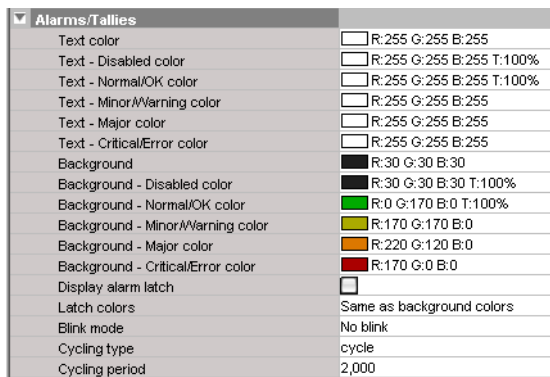 Alarms/Tallies
Text color R:255 G:255 B:255
Text - Disabled color R:255 G:255 B:255 T:100%
Text - Normal/OK color R:255 G:255 B:255 T:100%
Text - Minor/Warning color R:255 G:255 B:255
Text - Major color R:255 G:255 B:255
Text - Critical/Error color R:255 G:255 B:255
Background R:30 G:30 B:30
Background - Disabled color R:30 G:30 B:30 T:100%
Background - Normal/OK color R:0 G:170 B:0 T:100%
Background - Minor/Warning color R:170 G:170 B:0
Background - Major color R:220 G:120 B:0
Background - Critical/Error color R:170 G:0 B:0
Display alarm latch
Latch colors Same as background colors
Blink mode No blink
Cycling type cycle
Cycling period 2,000